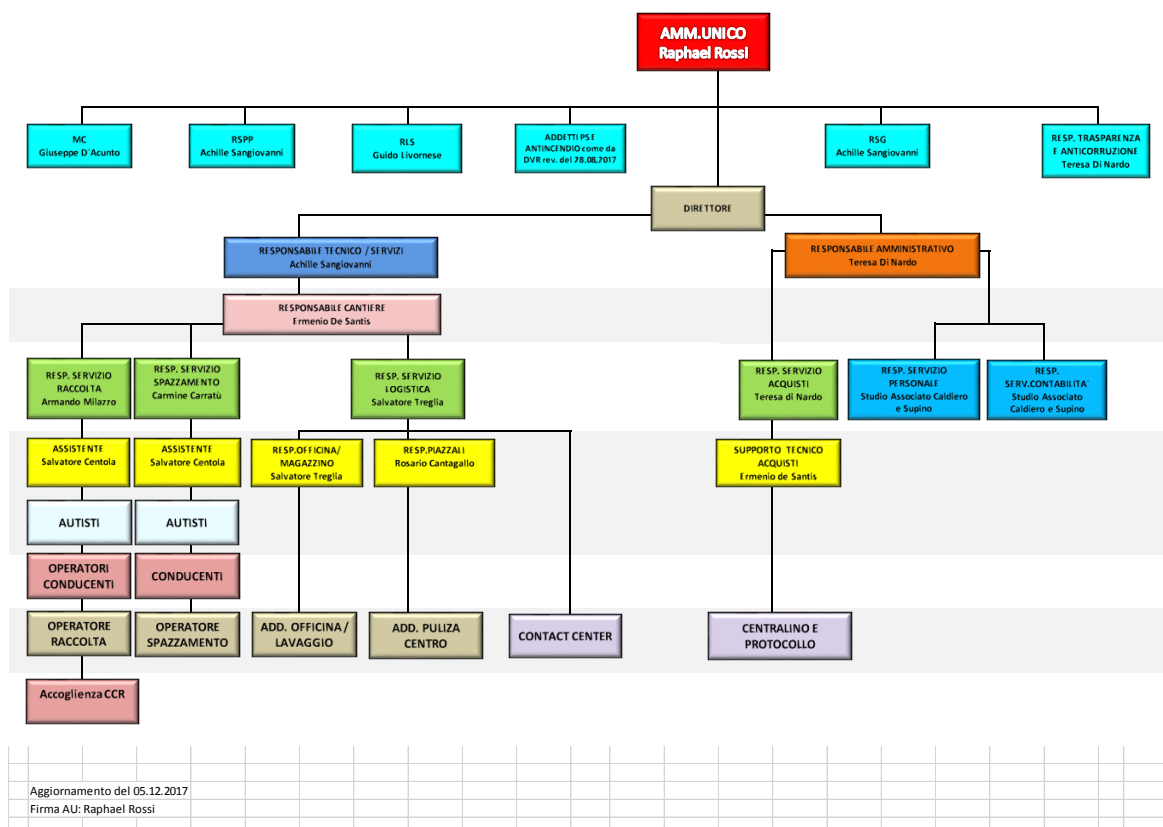 AMM.UNICO
Raphael Rossi
MC
Giuseppe D'Acunto
RSPP
Achille Sangiovanni
RLS
Guido Livornese
ADDETTI PS E
ANTINCENDIO come da
DVR rev. del 28,08,2017
RSG
Achille Sangiovanni
RESP. TRASPARENZA
E ANTICORRUZIONE
Teresa Di Nardo
DIRETTORE
RESPONSABILE TECNICO / SERVIZI
Achille Sangiovanni
RESPONSABILE AMMINISTRATIVO
Teresa Di Nardo
RESPONSABILE CANTIERE
Ermenio De Santis
RESP. SERVIZIO
RACCOLTA
Armando Milazzo
RESP. SERVIZIO
SPAZZAMENTO
Carmine Carratù
RESP. SERVIZIO
LOGISTICA
Salvatore Treglia
RESP. SERVIZIO
ACQUISTI
Teresa di Nardo
RESP. SERVIZIO
PERSONALE
Studio Associato Caldiero
e Supino
RESP.
SERV.CONTABILITA'
Studio Associato
Caldiero e Supino
ASSISTENTE
Salvatore Centola
ASSISTENTE
Salvatore Centola
RESP.OFFICINA/
MAGAZZINO
Salvatore Treglia
RESP.PIAZZALI
Rosario Cantagallo
SUPPORTO TECNICO
ACQUISTI
Ermenio de Santis
AUTISTI
AUTISTI
OPERATORI
CONDUCENTI
CONDUCENTI
OPERATORE
RACCOLTA
OPERATORE
SPAZZAMENTO
ADD. OFFICINA /
LAVAGGIO
ADD. PULIZA
CENTRO
CONTACT CENTER
CENTRALINO E
PROTOCOLLO
Accoglienza CCR
Aggiornamento del 05.12.2017
Firma AU: Raphael Rossi